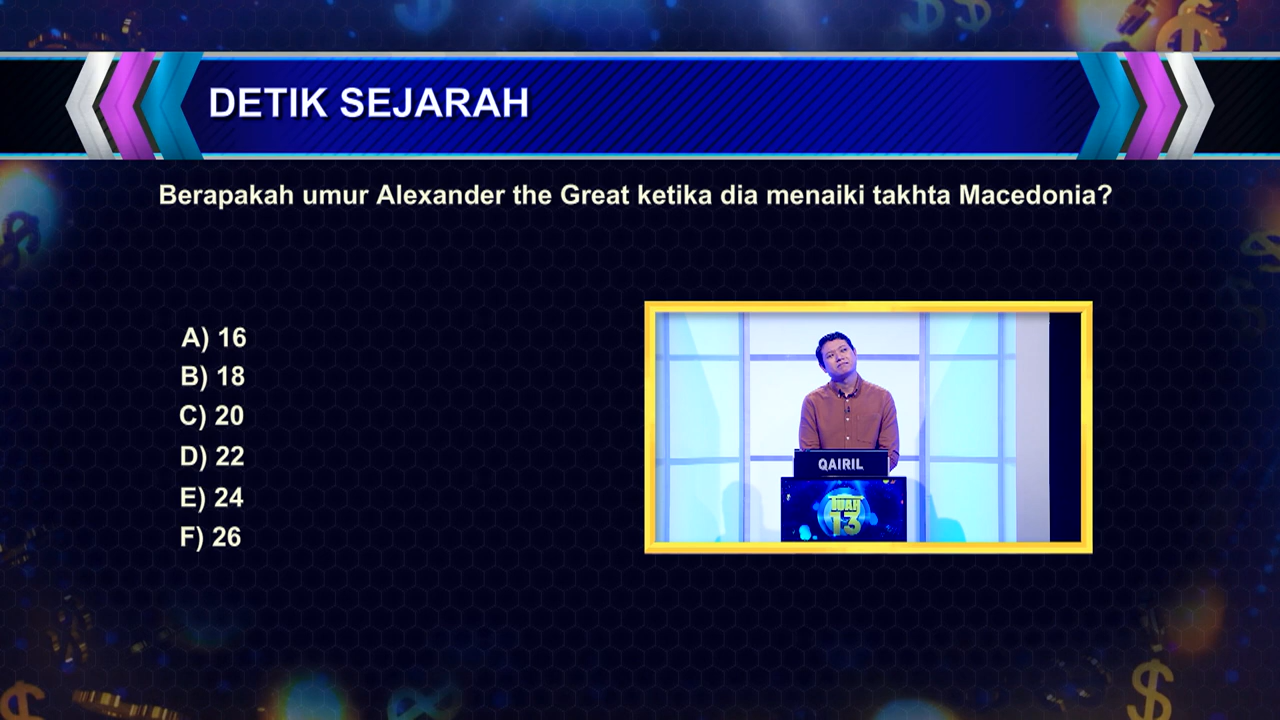 DETIK SEJARAH
Berapakah umur Alexander the Great ketika dia menaiki takhta Macedonia?
A) 16
B) 18
C) 20
D) 22
E) 24
F) 26
QAIRIL
TUAH
13